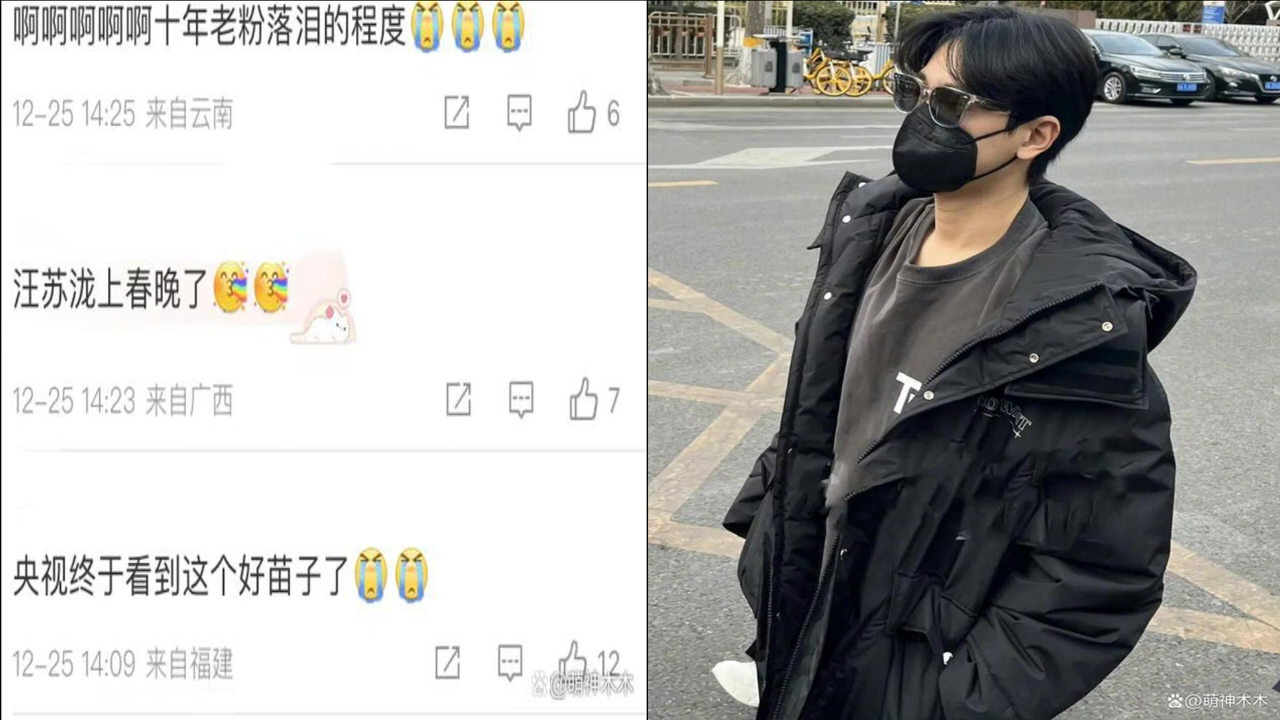 啊啊啊啊啊十年老粉落泪的程度😭😭😭
12-25 14:25 来自云南
6
汪苏泷上春晚了
12-25 14:23 来自广西
7
央视终于看到这个好苗子了😭😭
12-25 14:09 来自福建
12
@萌神木木
T
@萌神木木